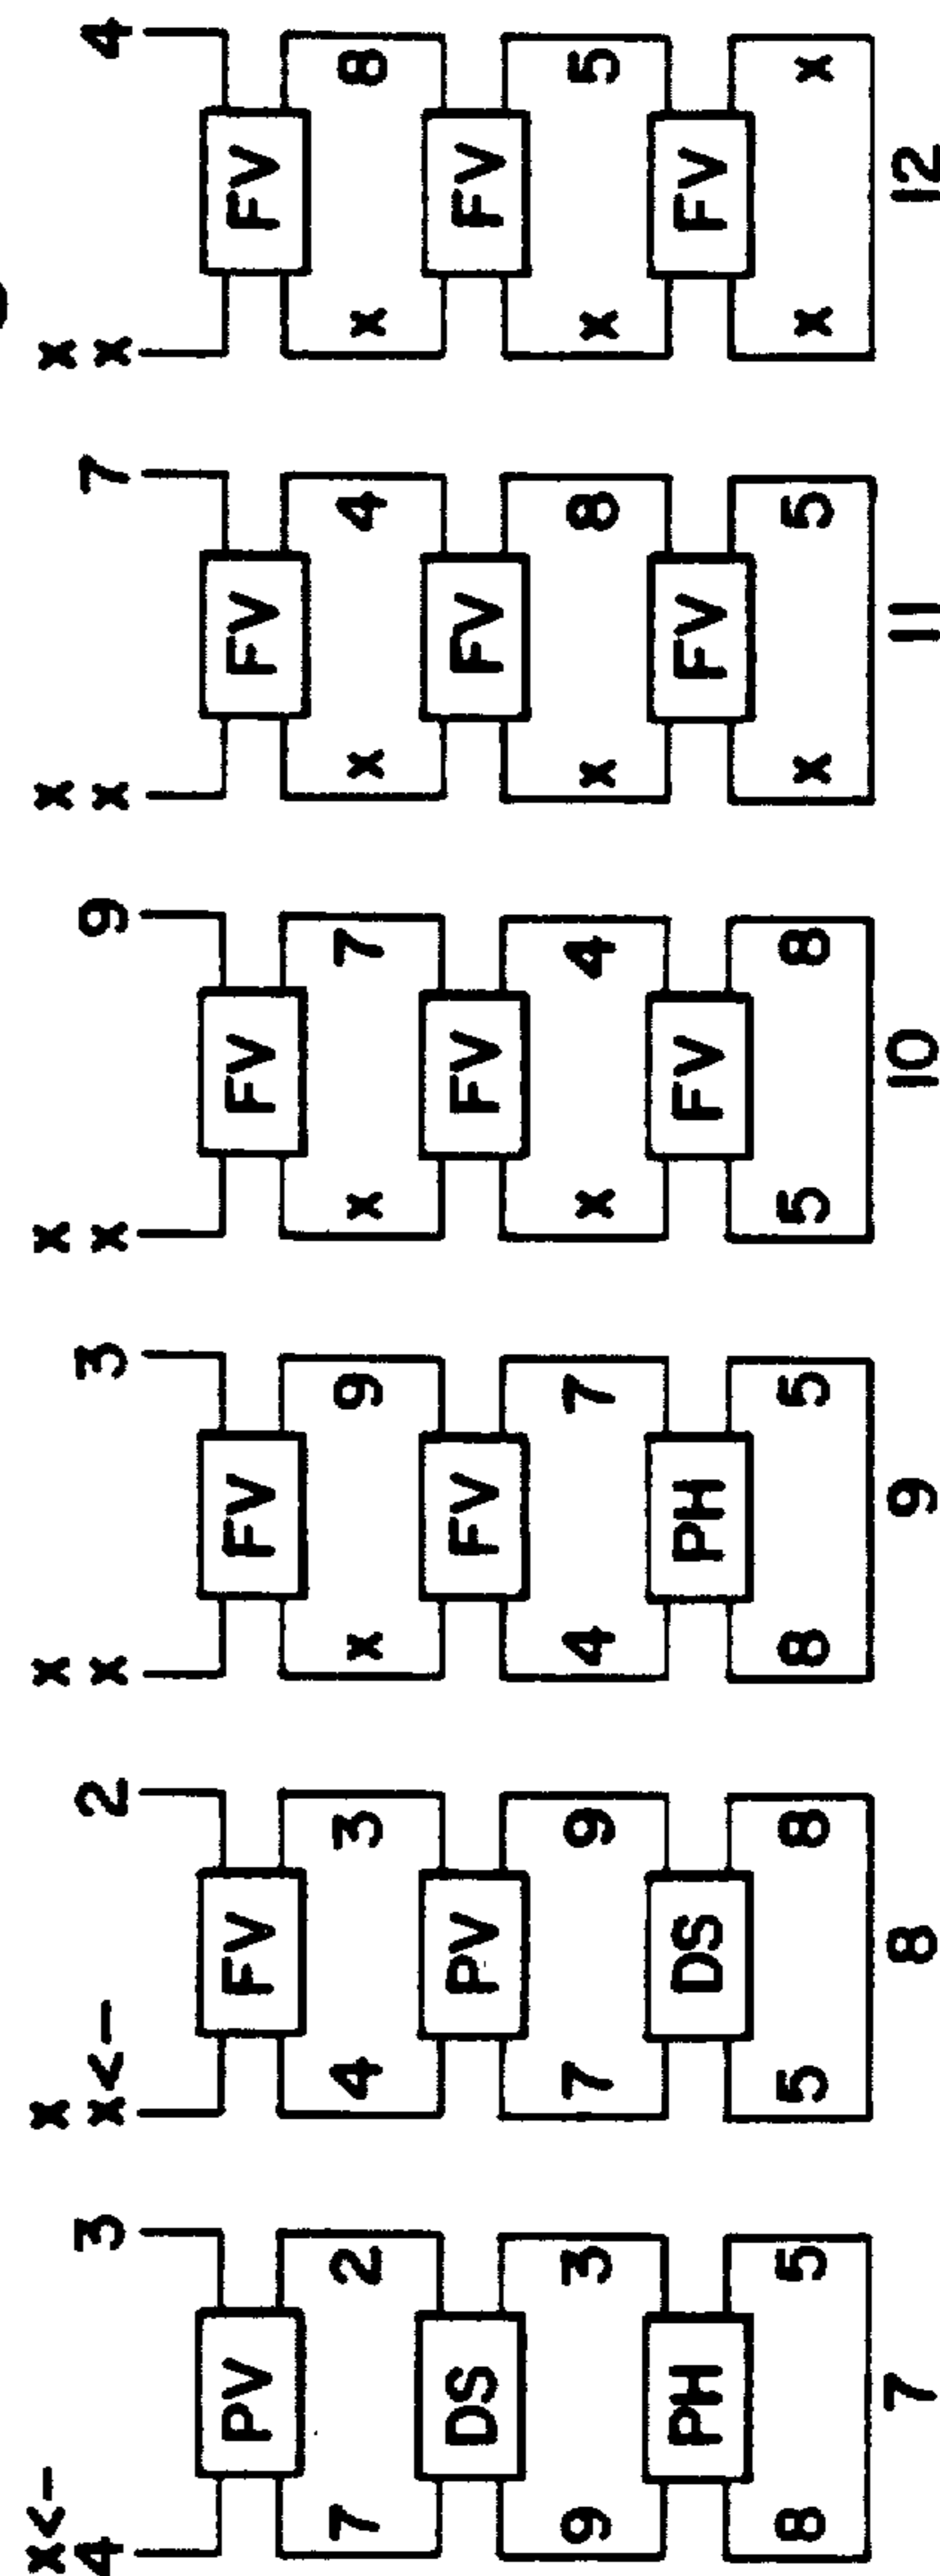 x<- x x x x x
4 3 x<- 2 x 3 x 9 x 7 x 4
PV FV FV FV FV FV
7 2 4 3 x 9 x 7 x 4 x 8
DS PV FV FV FV FV
9 3 7 9 4 7 x 4 x 8 x 5
PH DS PH FV FV FV
8 5 5 8 8 5 5 8 x 5 x x
7 8 9 10 11 12